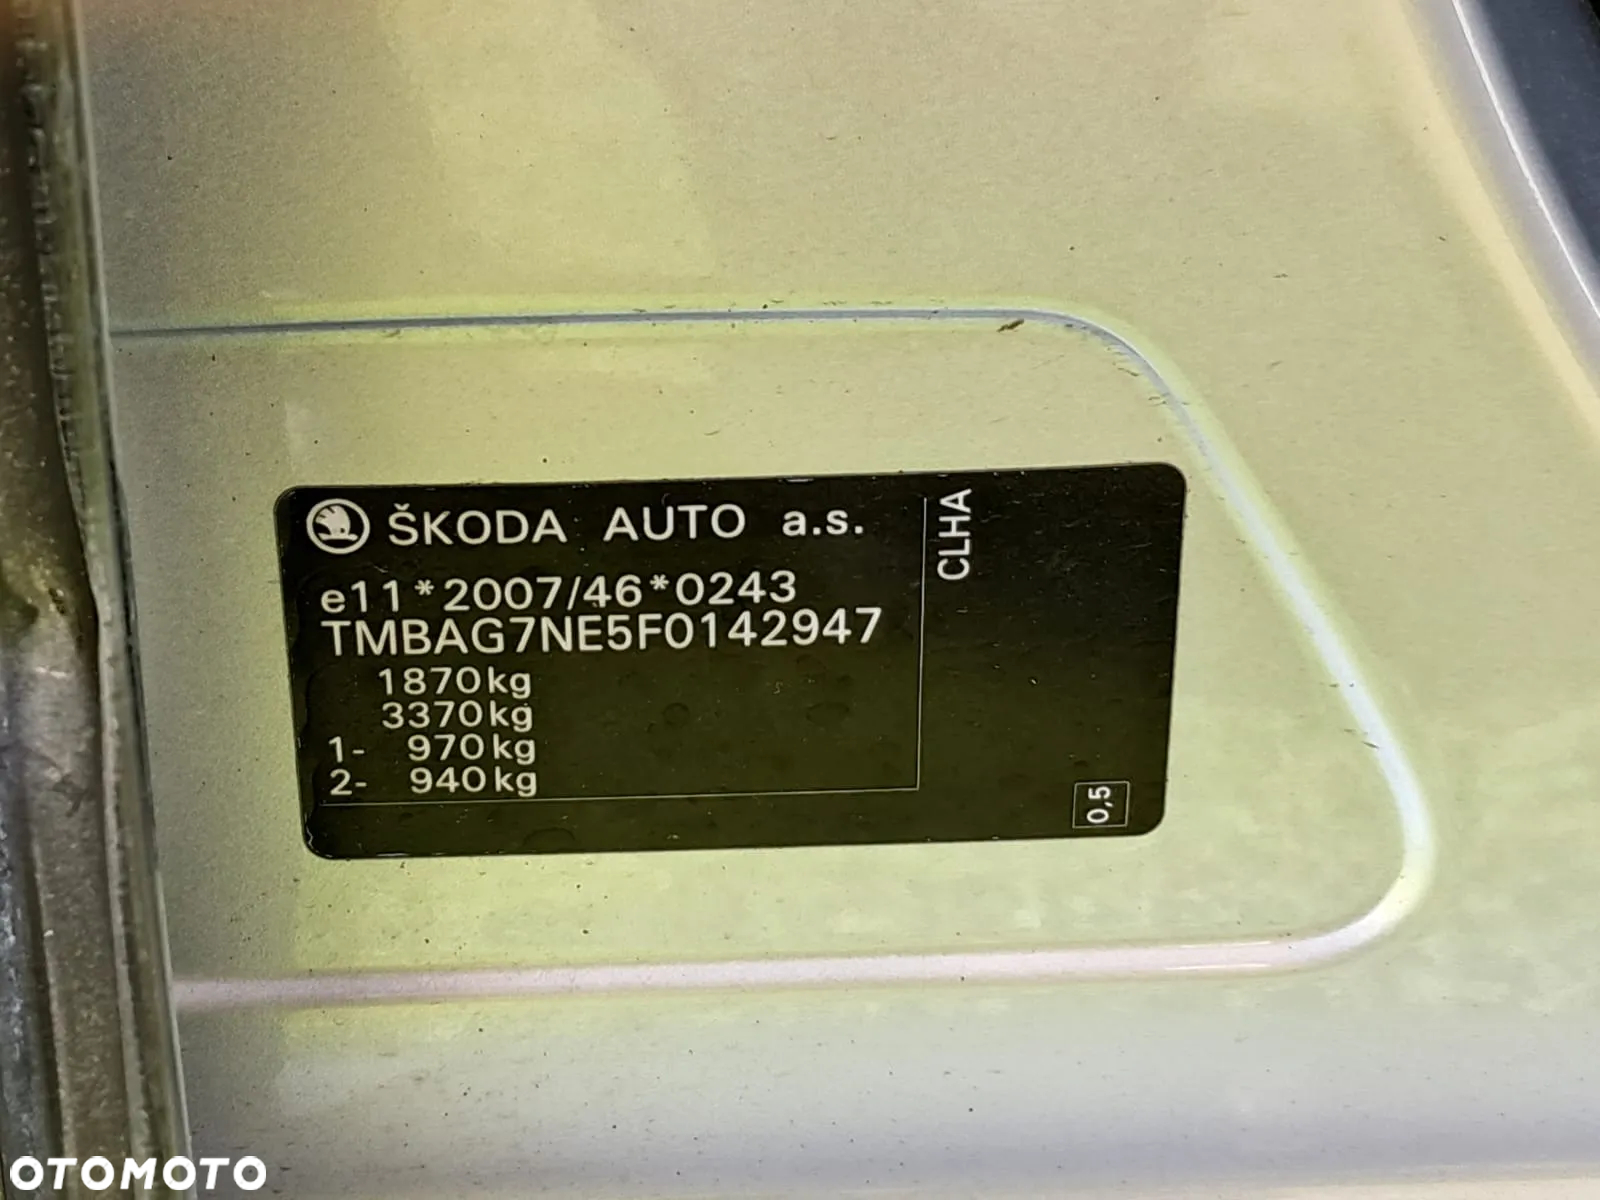 ŠKODA AUTO a.s.
e11*2007/46*0243
TMBAG7NE5F0142947
1870kg
3370kg
1- 970kg
2- 940kg
CLHA
0,5
OTOMOTO